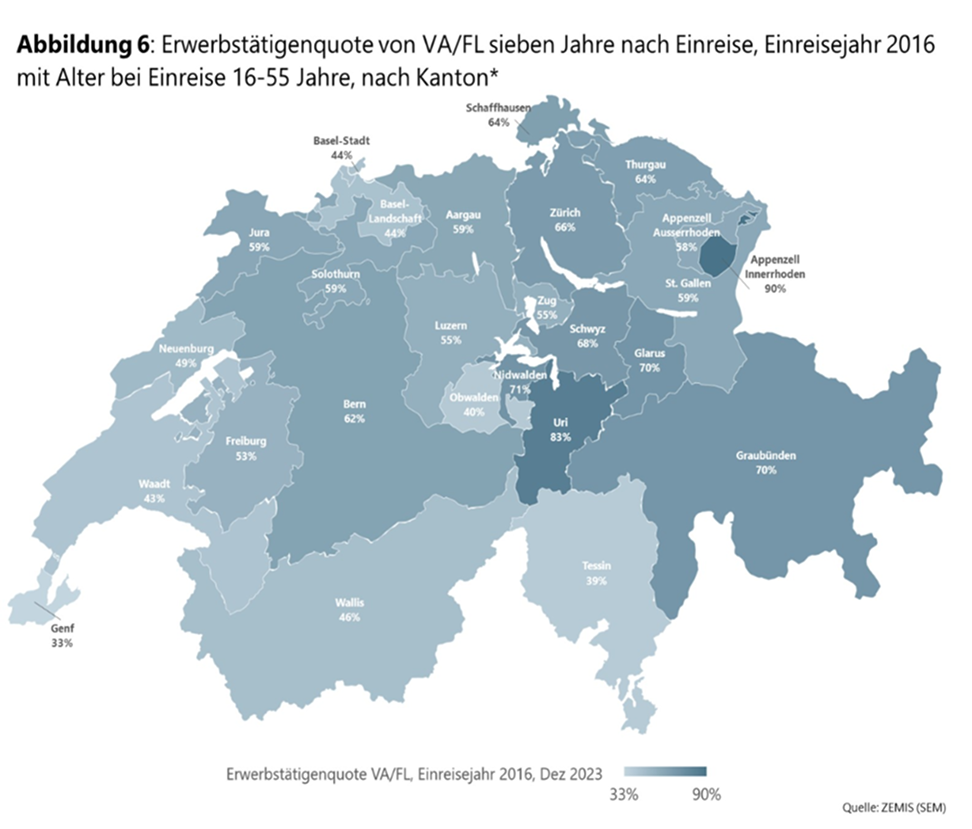 Abbildung 6: Erwerbstätigenquote von VA/FL sieben Jahre nach Einreise, Einreisejahr 2016
mit Alter bei Einreise 16-55 Jahre, nach Kanton*
Schaffhausen
64%
Basel-Stadt
44%
Thurgau
64%
Basel-
Landschaft
44%
Aargau
59%
Zürich
66%
Appenzell
Ausserrhoden
58%
Jura
59%
Appenzell
Innerrhoden
90%
Solothurn
59%
St. Gallen
59%
Zug
55%
Luzern
55%
Schwyz
68%
Neuenburg
49%
Glarus
70%
Nidwalden
71%
Obwalden
40%
Bern
62%
Uri
83%
Freiburg
53%
Graubünden
70%
Waadt
43%
Tessin
39%
Wallis
46%
Genf
33%
Erwerbstätigenquote VA/FL, Einreisejahr 2016, Dez 2023
33%
90%
Quelle: ZEMIS (SEM)